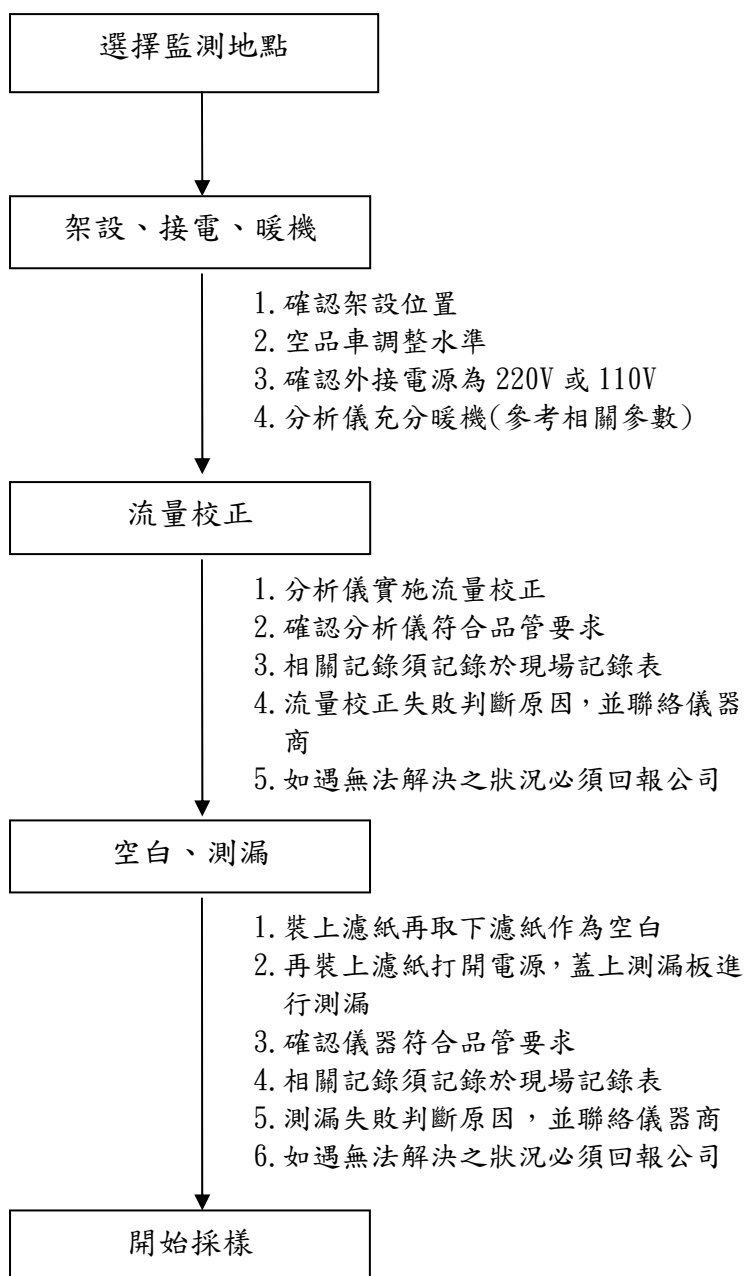 選擇監測地點
架設、接電、暖機
1.確認架設位置
2.空品車調整水準
3.確認外接電源為 220V 或 110V
4.分析儀充分暖機(參考相關參數)
流量校正
1.分析儀實施流量校正
2.確認分析儀符合品管要求
3.相關記錄須記錄於現場記錄表
4.流量校正失敗判斷原因，並聯絡儀器
商
5.如遇無法解決之狀況必須回報公司
空白、測漏
1.裝上濾紙再取下濾紙作為空白
2.再裝上濾紙打開電源，蓋上測漏板進
行測漏
3.確認儀器符合品管要求
4.相關記錄須記錄於現場記錄表
5.測漏失敗判斷原因，並聯絡儀器商
6.如遇無法解決之狀況必須回報公司
開始採樣